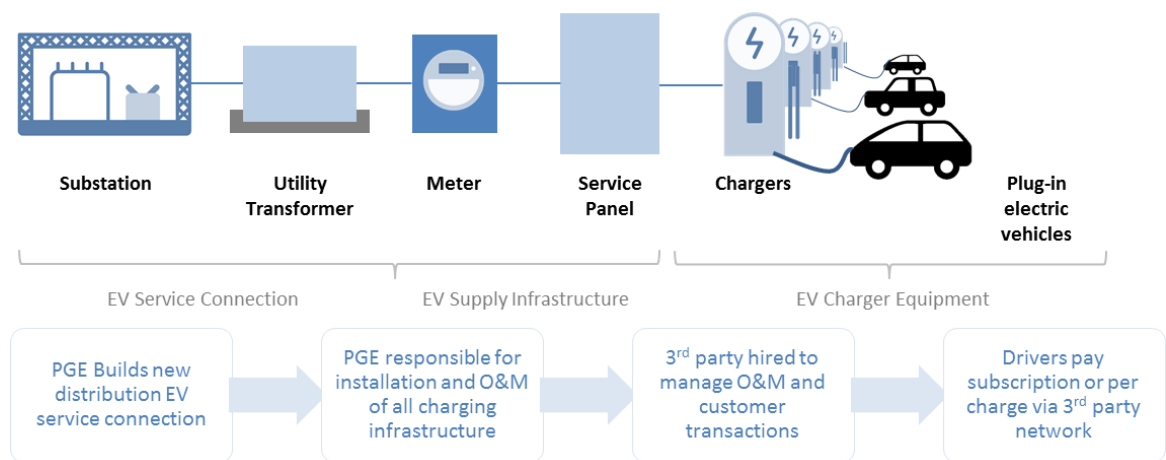 Substation
Utility
Transformer
Meter
Service
Panel
Chargers
Plug-in
electric
vehicles
EV Service Connection
EV Supply Infrastructure
EV Charger Equipment
PGE Builds new
distribution EV
service connection
PGE responsible for
installation and O&M
of all charging
infrastructure
3rd party hired to
manage O&M and
customer
transactions
Drivers pay
subscription or per
charge via 3rd party
network